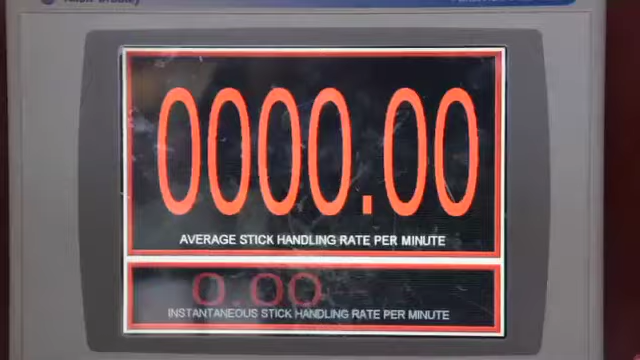 0000.00
AVERAGE STICK HANDLING RATE PER MINUTE
0.00
INSTANTANEOUS STICK HANDLING RATE PER MINUTE